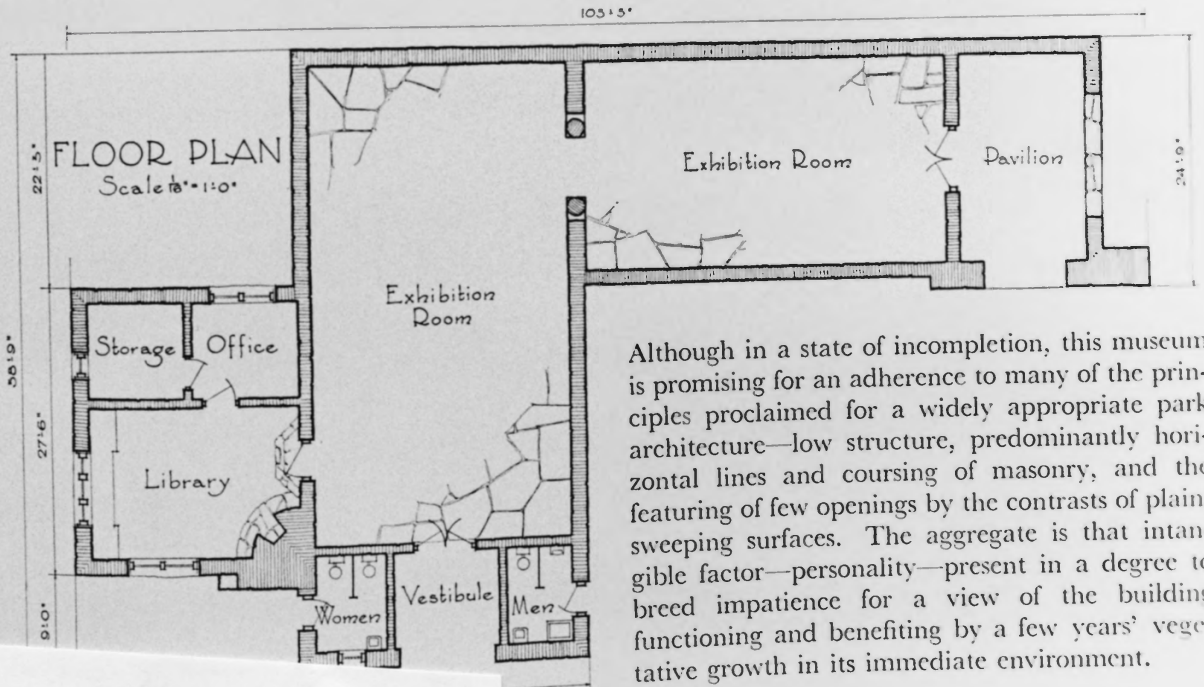 103'-3"
FLOOR PLAN
Scale ⅛"=1'-0"
22'-3"
58'-9"
27'-6"
9'-0"
24'-9"
Exhibition Room
Pavilion
Exhibition
Room
Storage
Office
Library
Women
Vestibule
Men
Although in a state of incompletion, this museum
is promising for an adherence to many of the prin-
ciples proclaimed for a widely appropriate park
architecture—low structure, predominantly hori-
zontal lines and coursing of masonry, and the
featuring of few openings by the contrasts of plain
sweeping surfaces. The aggregate is that intan-
gible factor—personality—present in a degree to
breed impatience for a view of the building
functioning and benefiting by a few years' vege-
tative growth in its immediate environment.